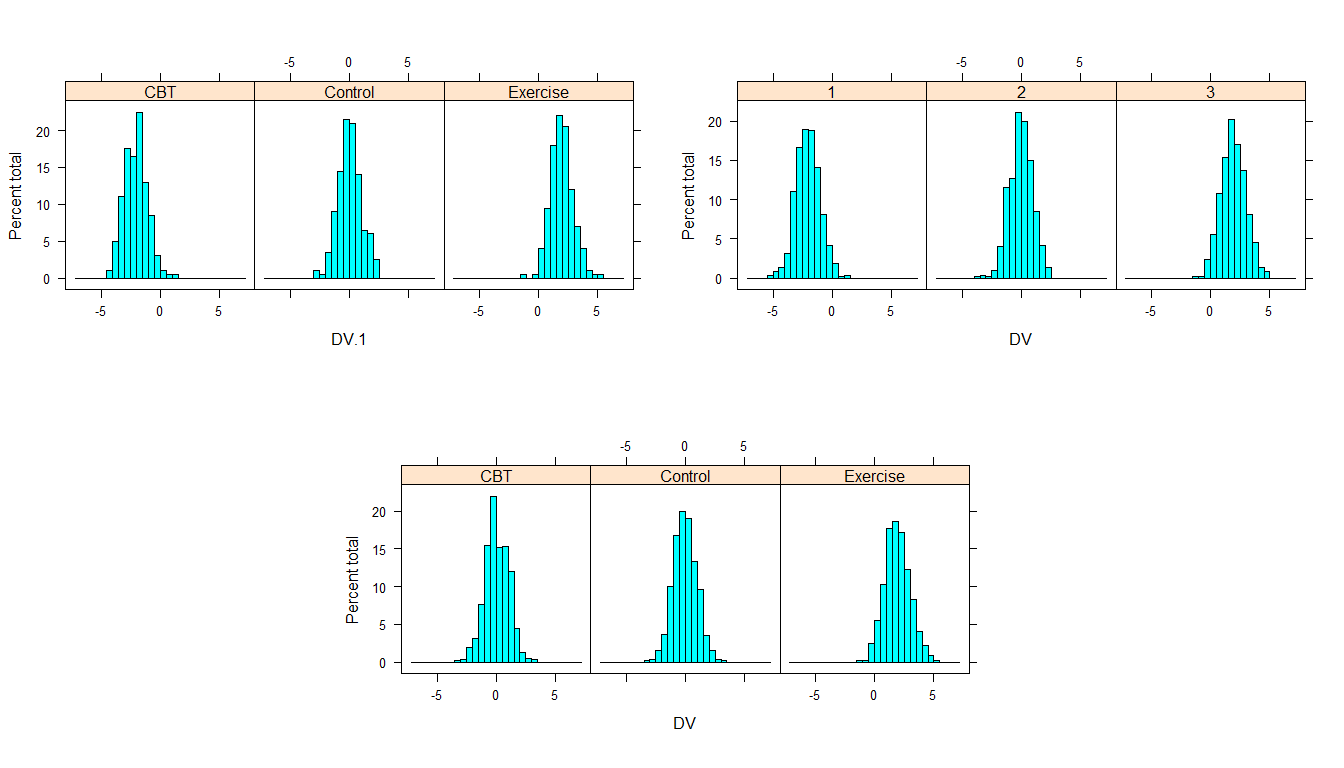 -5 0 5 -5 0 5
CBT Control Exercise 1 2 3
20 20
15 15
10 10
5 5
0 0
Percent total Percent total
-5 0 5 -5 0 5 -5 0 5 -5 0 5
DV.1 DV
-5 0 5
CBT Control Exercise
20
15
10
5
0
Percent total
-5 0 5 -5 0 5
DV